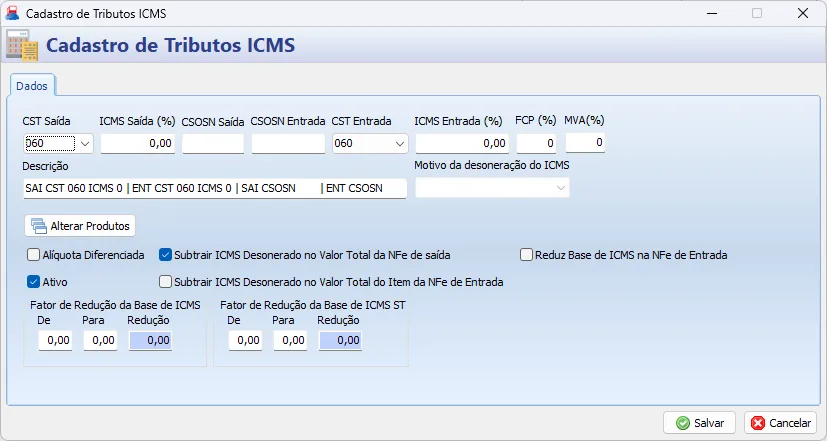 Cadastro de Tributos ICMS
Cadastro de Tributos ICMS
Dados
CST Saída ICMS Saída (%) CSOSN Saída CSOSN Entrada CST Entrada ICMS Entrada (%) FCP (%) MVA(%)
060 0,00 060 0,00 0 0
Descrição Motivo da desoneração do ICMS
SAI CST 060 ICMS 0 | ENT CST 060 ICMS 0 | SAI CSOSN | ENT CSOSN
Alterar Produtos
Alíquota Diferenciada Subtrair ICMS Desonerado no Valor Total da NFe de saída Reduz Base de ICMS na NFe de Entrada
Ativo Subtrair ICMS Desonerado no Valor Total do Item da NFe de Entrada
Fator de Redução da Base de ICMS Fator de Redução da Base de ICMS ST
De Para Redução De Para Redução
0,00 0,00 0,00 0,00 0,00 0,00
Salvar Cancelar